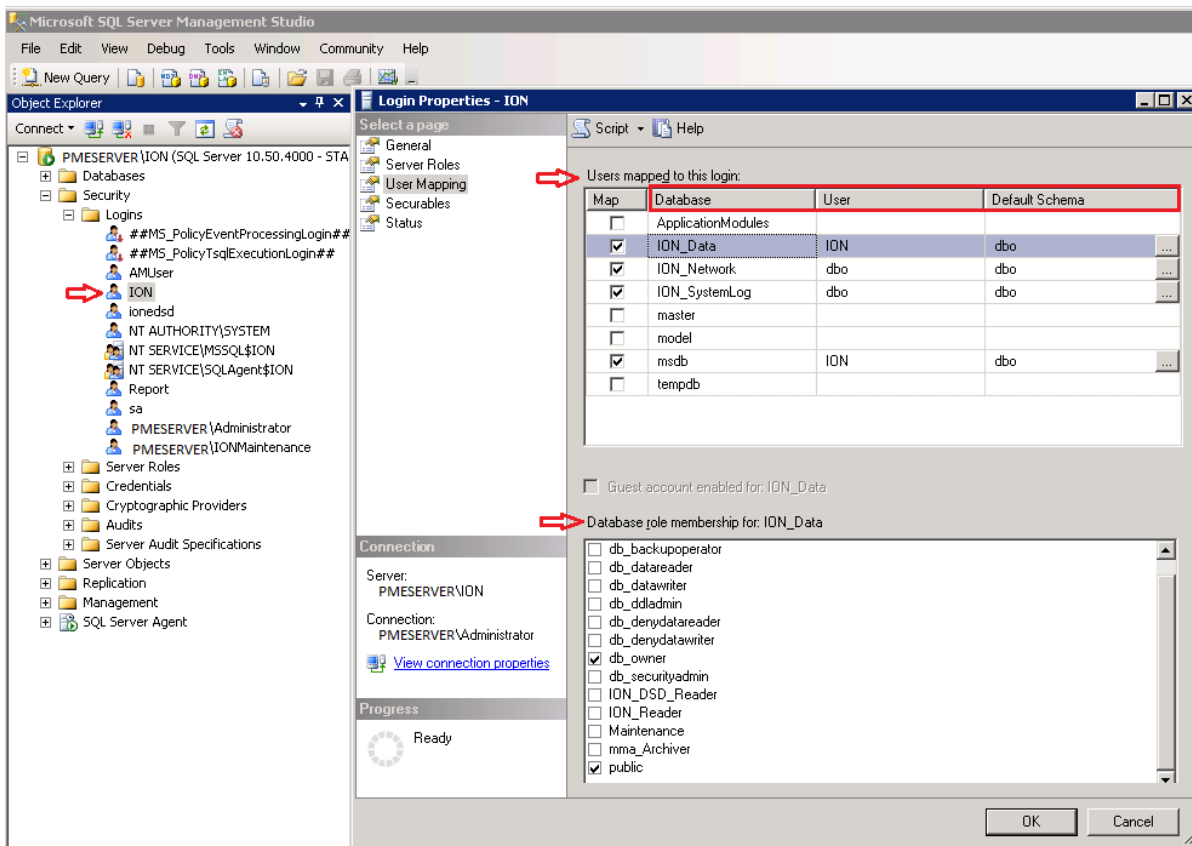 Microsoft SQL Server Management Studio
File Edit View Debug Tools Window Community Help
New Query
Object Explorer
Connect
PMESERVER\ION (SQL Server 10.50.4000 - STA
Databases
Security
Logins
##MS_PolicyEventProcessingLogin##
##MS_PolicyTsqlExecutionLogin##
AMUser
ION
ionedsd
NT AUTHORITY\SYSTEM
NT SERVICE\MSSQL$ION
NT SERVICE\SQLAgent$ION
Report
sa
PMESERVER\Administrator
PMESERVER\IONMaintenance
Server Roles
Credentials
Cryptographic Providers
Audits
Server Audit Specifications
Server Objects
Replication
Management
SQL Server Agent
Login Properties - ION
Select a page
General
Server Roles
User Mapping
Securables
Status
Connection
Server:
PMESERVER\ION
Connection:
PMESERVER\Administrator
View connection properties
Progress
Ready
Script Help
Users mapped to this login:
Map Database User Default Schema
ApplicationModules
ION_Data ION dbo ...
ION_Network dbo dbo ...
ION_SystemLog dbo dbo ...
master
model
msdb ION dbo ...
tempdb
Guest account enabled for: ION_Data
Database role membership for: ION_Data
db_backupoperator
db_datareader
db_datawriter
db_ddladmin
db_denydatareader
db_denydatawriter
db_owner
db_securityadmin
ION_DSD_Reader
ION_Reader
Maintenance
mma_Archiver
public
OK Cancel